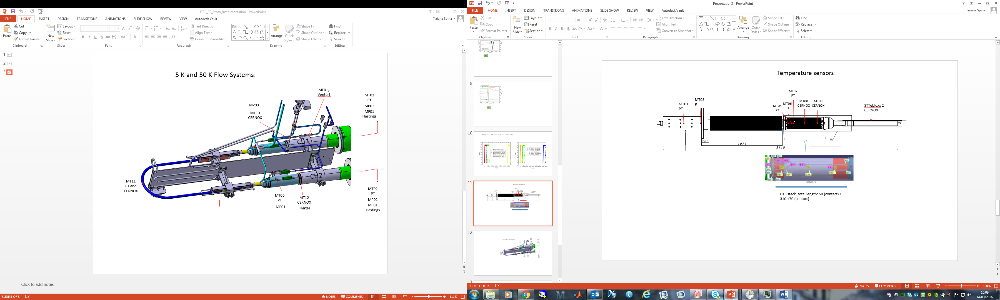 ITER_TF_Proto_Instrumentation - PowerPoint
FILE HOME INSERT DESIGN TRANSITIONS ANIMATIONS SLIDE SHOW REVIEW VIEW Autodesk Vault
Tiziana Spina
Paste
Cut
Copy
Format Painter
Clipboard
New
Slide
Layout
Reset
Section
Slides
Font
Text Direction
Align Text
Convert to SmartArt
Paragraph
Arrange
Quick
Styles
Shape Fill
Shape Outline
Shape Effects
Drawing
Find
Replace
Select
Editing
1
2
3
5 K and 50 K Flow Systems:
MF01,
Venturi
MP03
MT10
CERNOX
MT02
PT
MP02
MF01
Hastings
CL 1
CL 2
MT11
PT and
CERNOX
MT05
PT
MP01
MT12
CERNOX
MP04
MT02
PT
MP02
MF01
Hastings
Click to add notes
SLIDE 3 OF 3
NOTES
COMMENTS
111%
Presentation3 - PowerPoint
FILE HOME INSERT DESIGN TRANSITIONS ANIMATIONS SLIDE SHOW REVIEW VIEW Autodesk Vault
Tiziana Spina
Paste
Cut
Copy
Format Painter
Clipboard
New
Slide
Layout
Reset
Section
Slides
18
Font
Text Direction
Align Text
Convert to SmartArt
Paragraph
Arrange
Quick
Styles
Shape Fill
Shape Outline
Shape Effects
Drawing
Find
Replace
Select
Editing
9
10
11
12
13
Temperature sensors
MT01
PT
MT03
PT
MT04
PT
MT06
PT
MT07
PT
MT08
CERNOX
MT09
CERNOX
STTebloxx 2
CERNOX
100
1071
3110
A
DETAIL B
HTS stack, total length: 50 (contact) +
310 +70 (contact)
SLIDE 11 OF 14
NOTES
COMMENTS
100%
16:09
14/03/2016